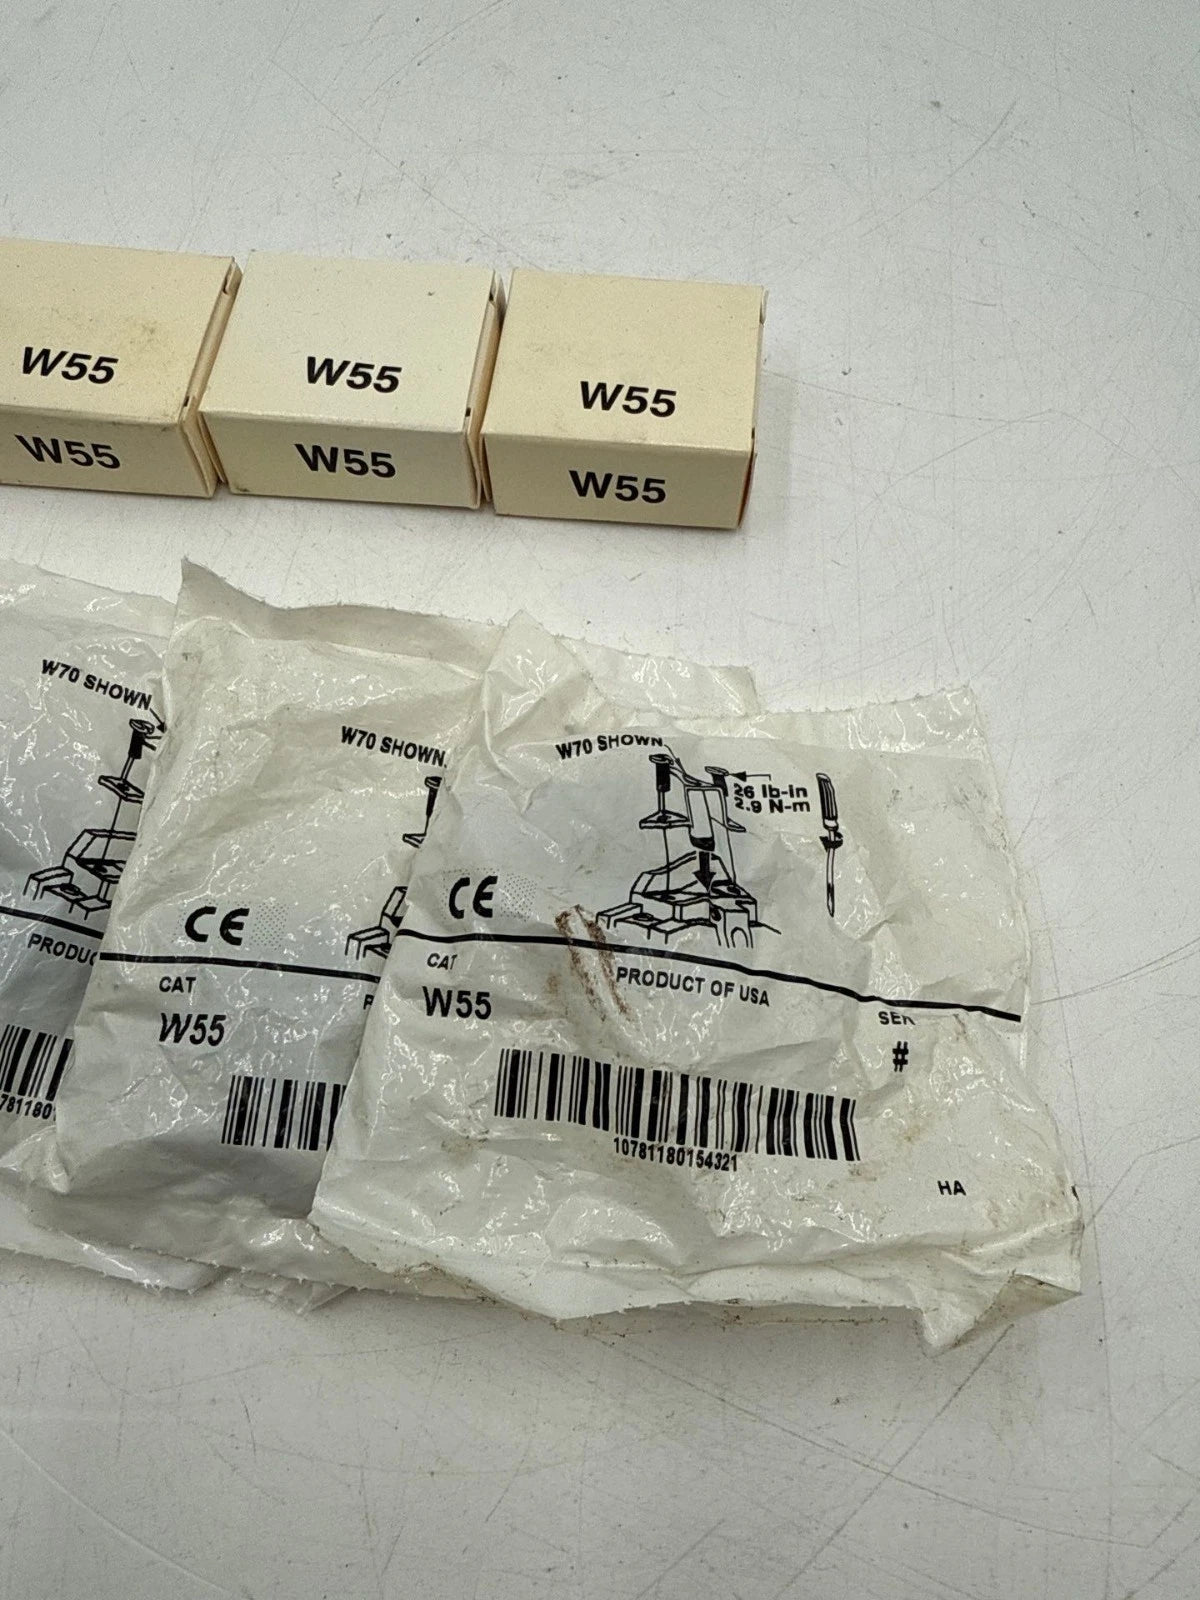 W55
W55
W55
W55
W55
W55
W70 SHOWN
PRODUC
W70 SHOWN
CE
CAT
W55
W70 SHOWN
26 lb-in
2.9 N-m
CE
CAT
W55
PRODUCT OF USA
SER
#
10781180154321
HA